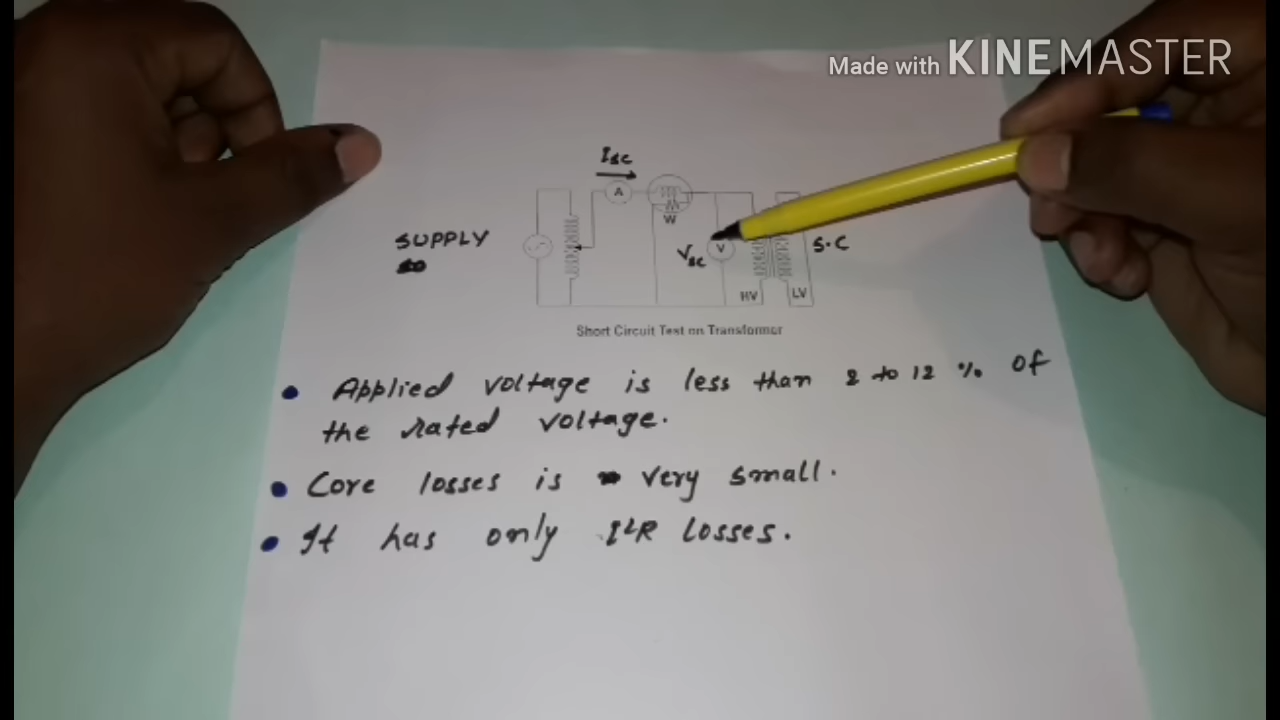 Made with KINEMASTER
Isc
A
W
SUPPLY
Vsc
V
S.C
HV
LV
Short Circuit Test on Transformer
• Applied voltage is less than 2 to 12 % of
the rated voltage.
• Core losses is very small.
• It has only I²R losses.